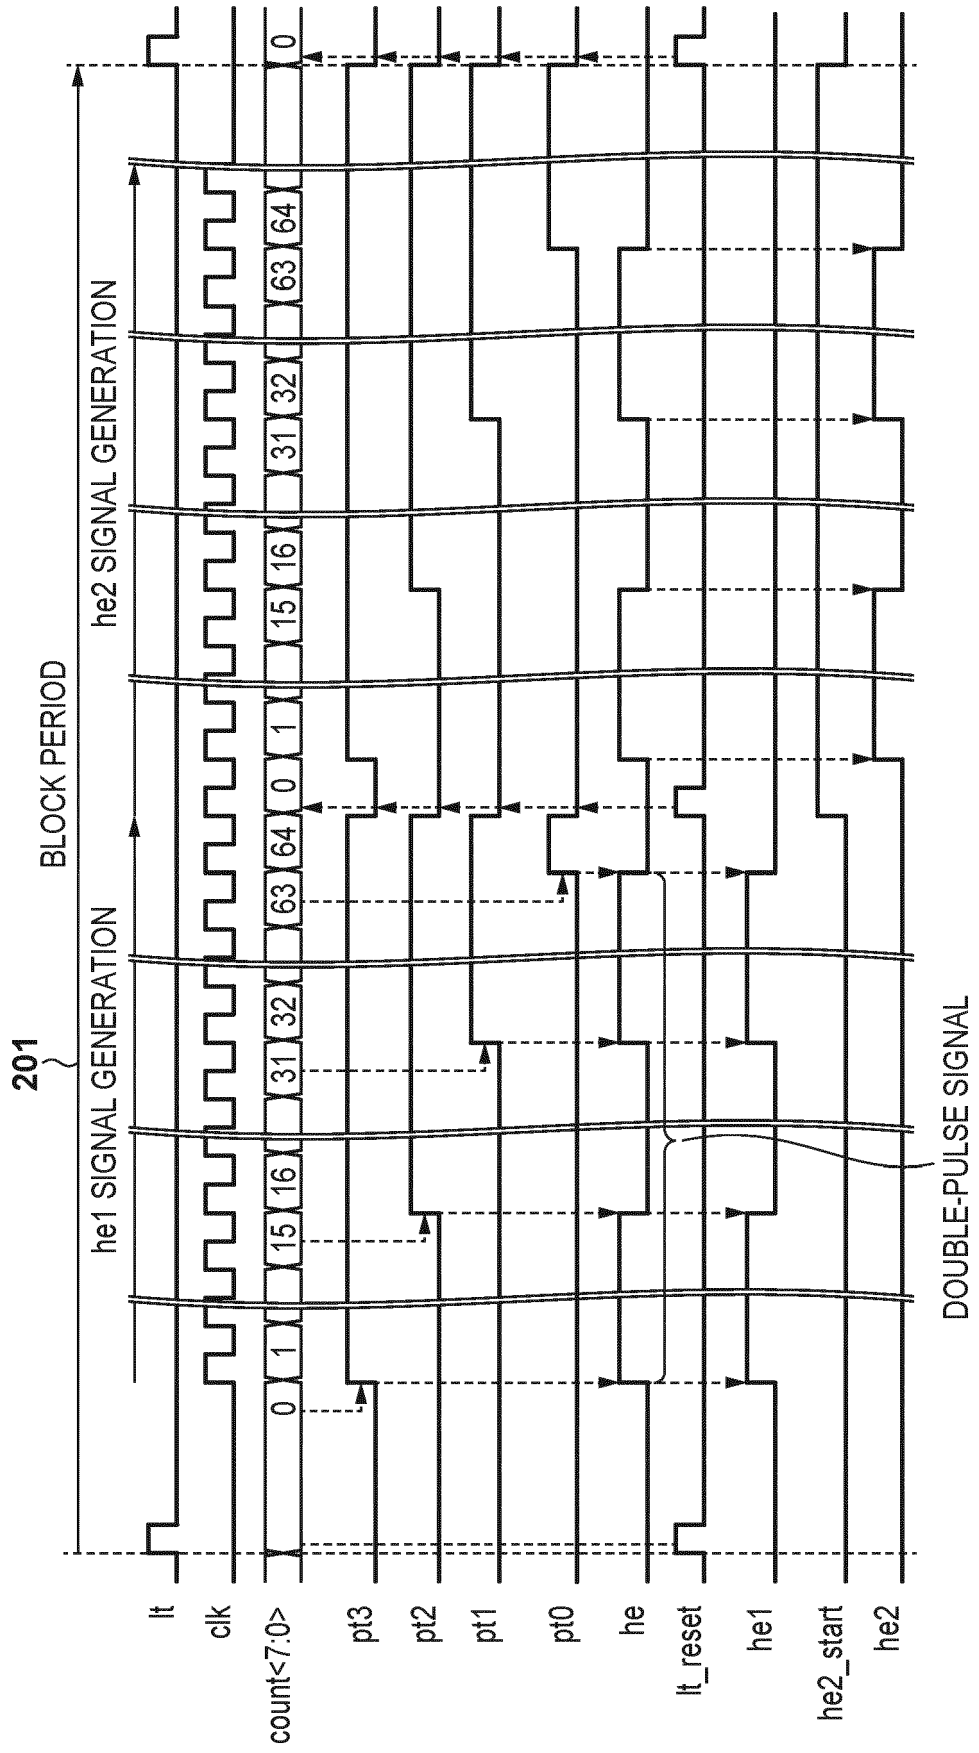 201
BLOCK PERIOD
he1 SIGNAL GENERATION
he2 SIGNAL GENERATION
lt
clk
count<7:0>
0
1
15
16
31
32
63
64
0
1
15
16
31
32
63
64
0
pt3
pt2
pt1
pt0
he
lt_reset
he1
he2_start
he2
DOUBLE-PULSE SIGNAL